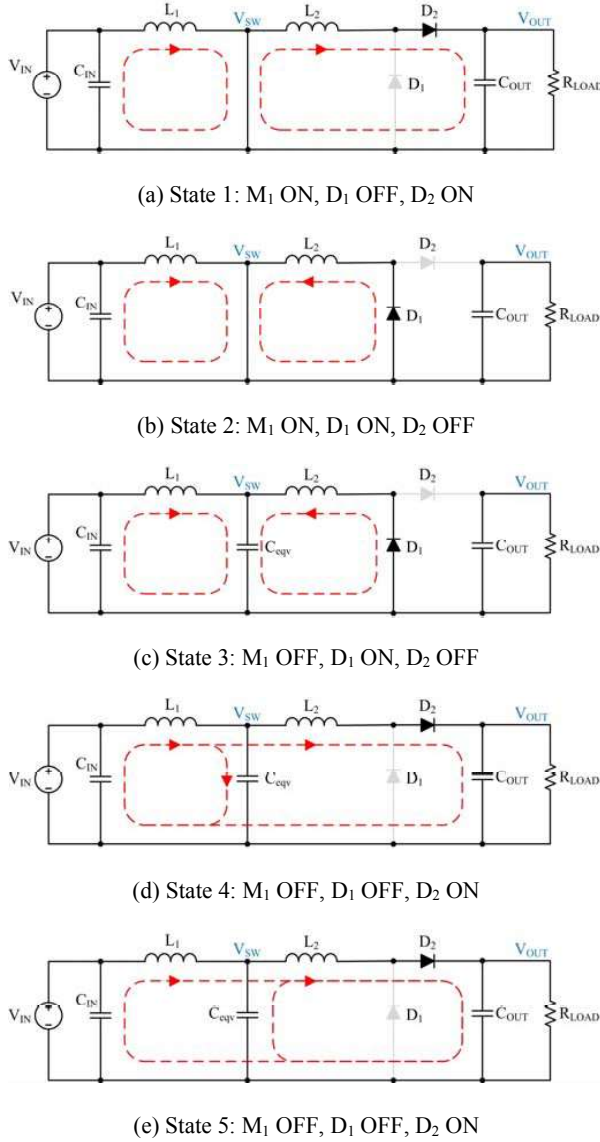 L1 VSW L2 D2 VOUT
VIN CIN D1 COUT RLOAD
(a) State 1: M1 ON, D1 OFF, D2 ON
L1 VSW L2 D2 VOUT
VIN CIN D1 COUT RLOAD
(b) State 2: M1 ON, D1 ON, D2 OFF
L1 VSW L2 D2 VOUT
VIN CIN Ceqv D1 COUT RLOAD
(c) State 3: M1 OFF, D1 ON, D2 OFF
L1 VSW L2 D2 VOUT
VIN CIN Ceqv D1 COUT RLOAD
(d) State 4: M1 OFF, D1 OFF, D2 ON
L1 VSW L2 D2 VOUT
VIN CIN Ceqv D1 COUT RLOAD
(e) State 5: M1 OFF, D1 OFF, D2 ON